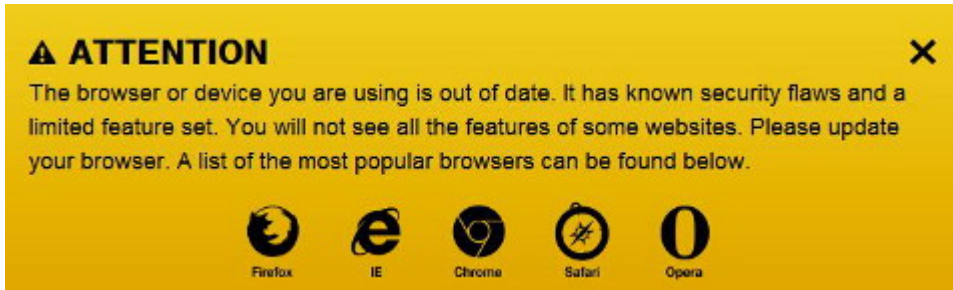 ATTENTION
The browser or device you are using is out of date. It has known security flaws and a
limited feature set. You will not see all the features of some websites. Please update
your browser. A list of the most popular browsers can be found below.
Firefox IE Chrome Safari Opera